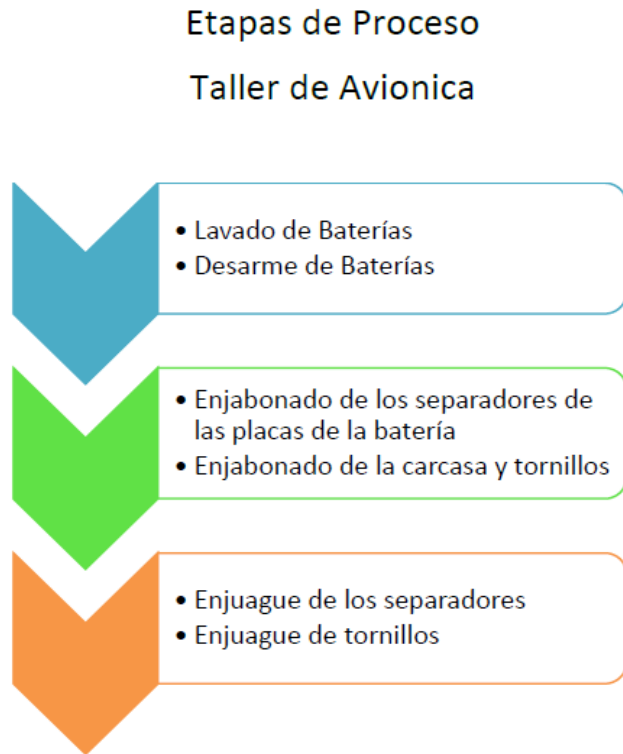 Etapas de Proceso
Taller de Avionica
• Lavado de Baterías
• Desarme de Baterías
• Enjabonado de los separadores de
las placas de la batería
• Enjabonado de la carcasa y tornillos
• Enjuague de los separadores
• Enjuague de tornillos